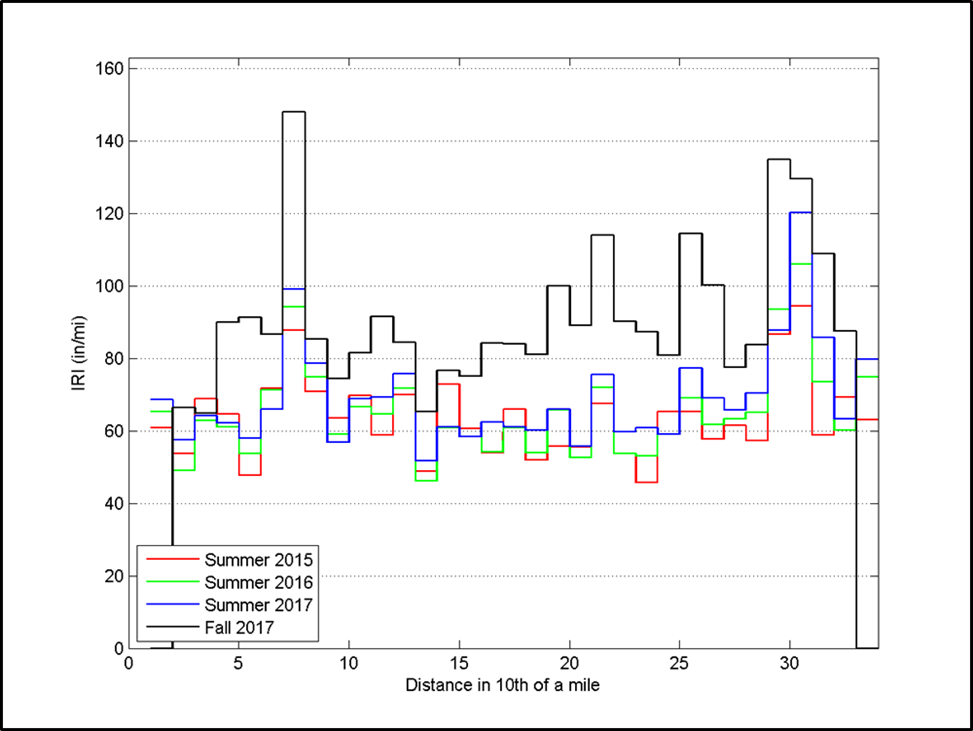 160
140
120
100
80
60
40
20
0
IRI (in/mi)
Summer 2015
Summer 2016
Summer 2017
Fall 2017
0 5 10 15 20 25 30
Distance in 10th of a mile